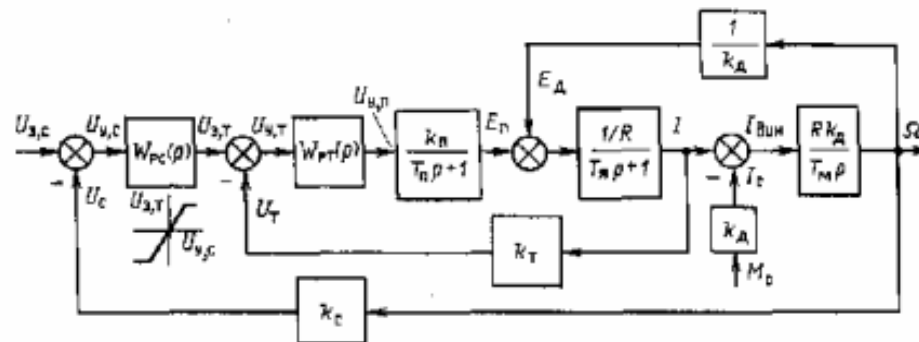 1
k_д
U_з,с
U_у,с
W_РС(p)
U_з,т
U_у,т
W_РТ(p)
U_у,п
k_п
T_п p + 1
E_п
E_д
1/R
T_я p + 1
I
I_дин
I_с
R k_д
T_м p
-
-
-
U_с
U_з,т
U_у,с
U_т
k_т
k_д
M_с
k_с